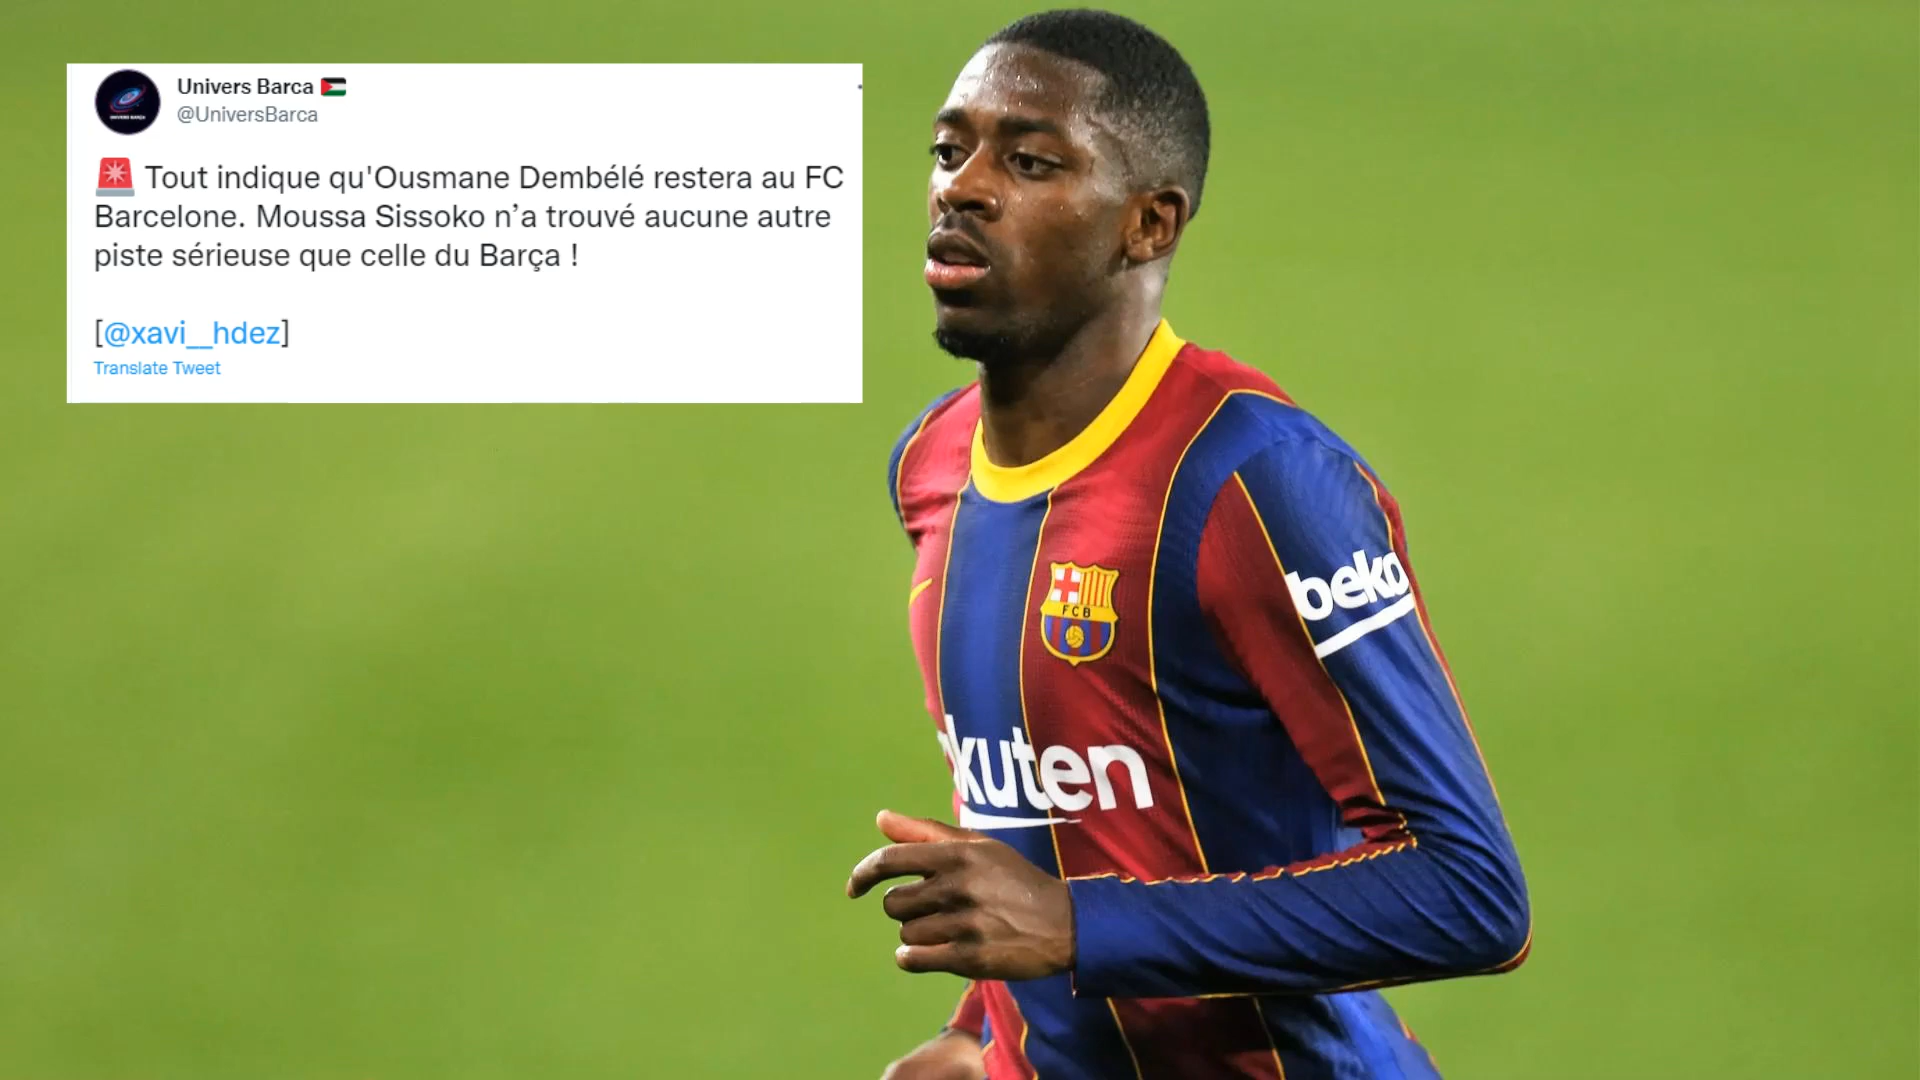 Univers Barca 🇵🇸
@UniversBarca
🚨 Tout indique qu'Ousmane Dembélé restera au FC
Barcelone. Moussa Sissoko n’a trouvé aucune autre
piste sérieuse que celle du Barça !
[@xavi__hdez]
Translate Tweet
beko
FCB
kuten